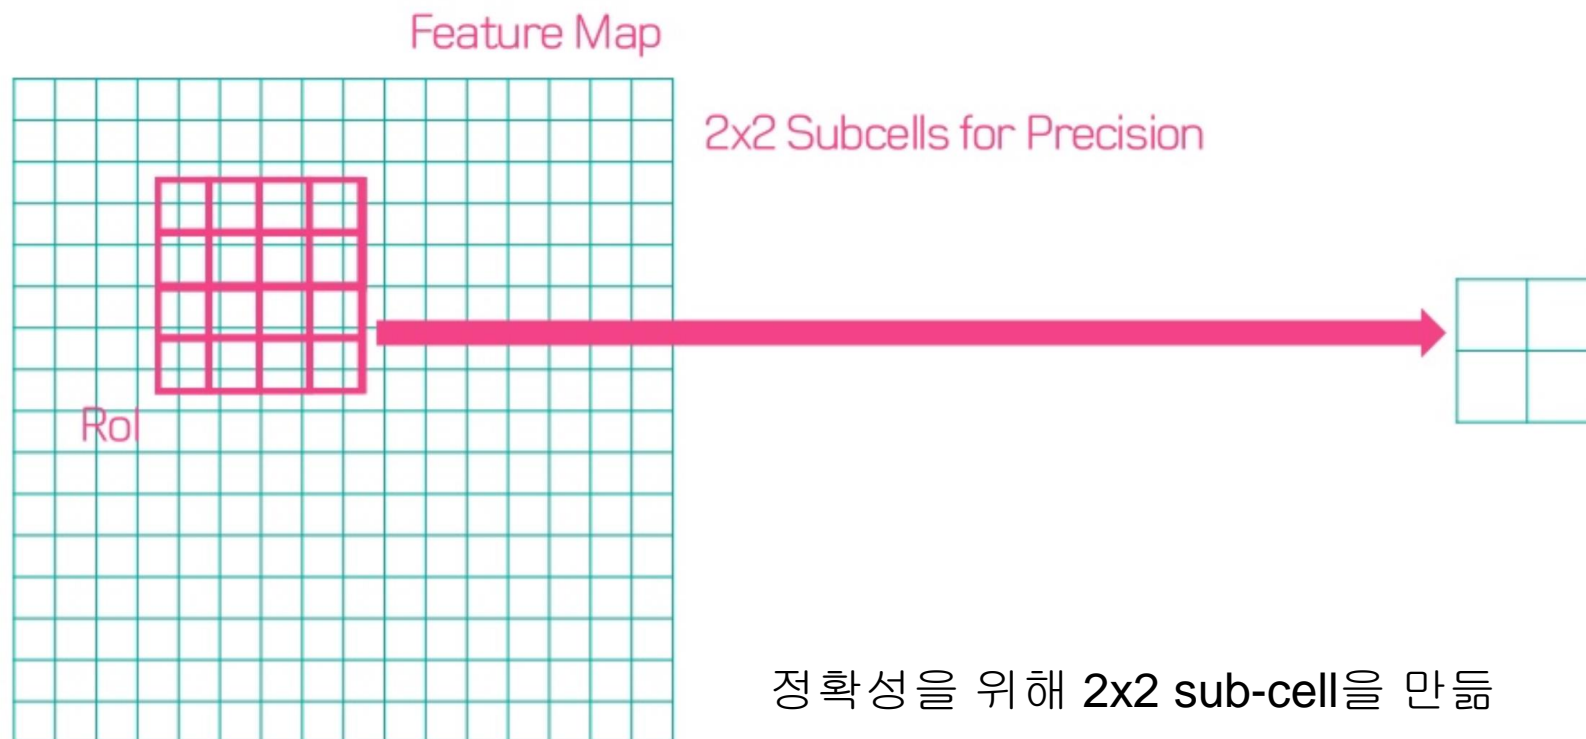 Feature Map
2x2 Subcells for Precision
RoI
정확성을 위해 2x2 sub-cell을 만듦